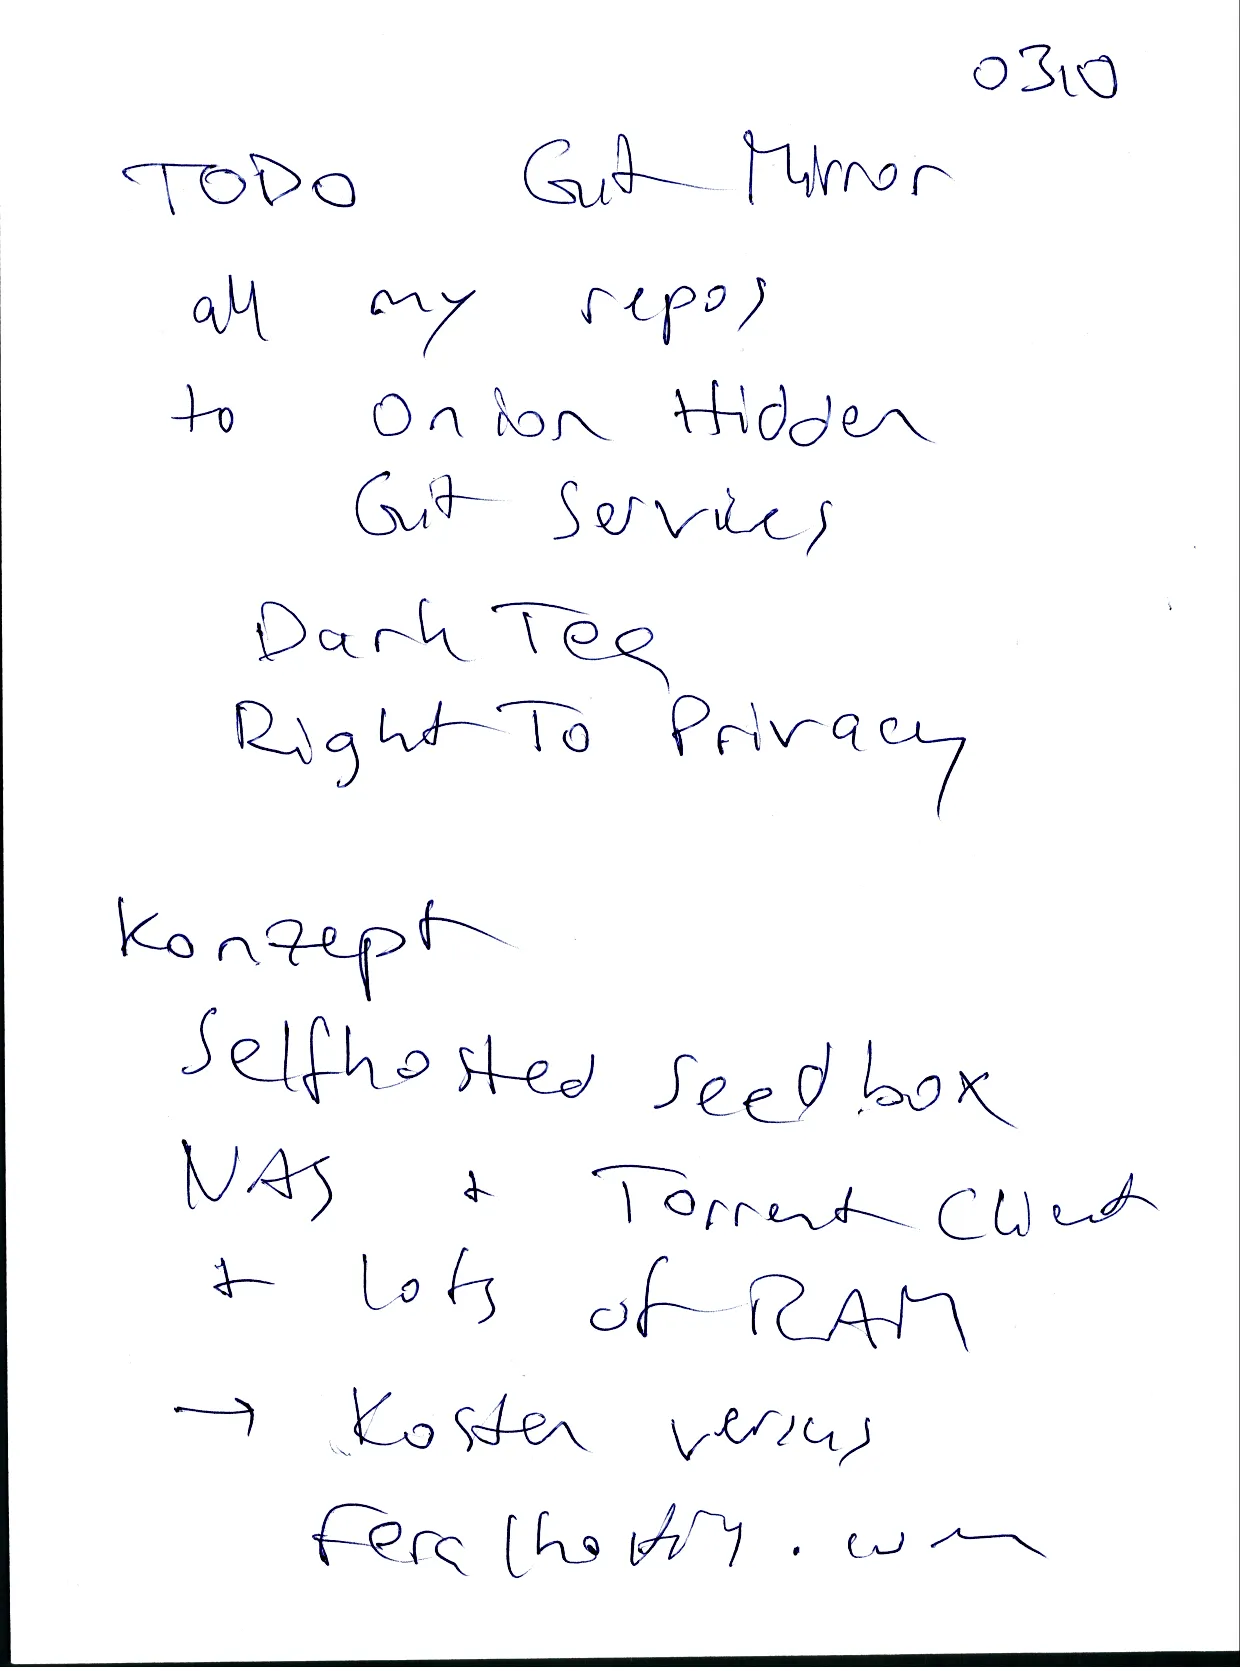 0310
TODO Git Mirror
all my repos
to Onion Hidden
Git Services
Dark Teq
Right To Privacy
Konzept
Selfhosted seedbox
NAS + Torrent Client
+ lots of RAM
→ Kosten versus
feralhosting.com